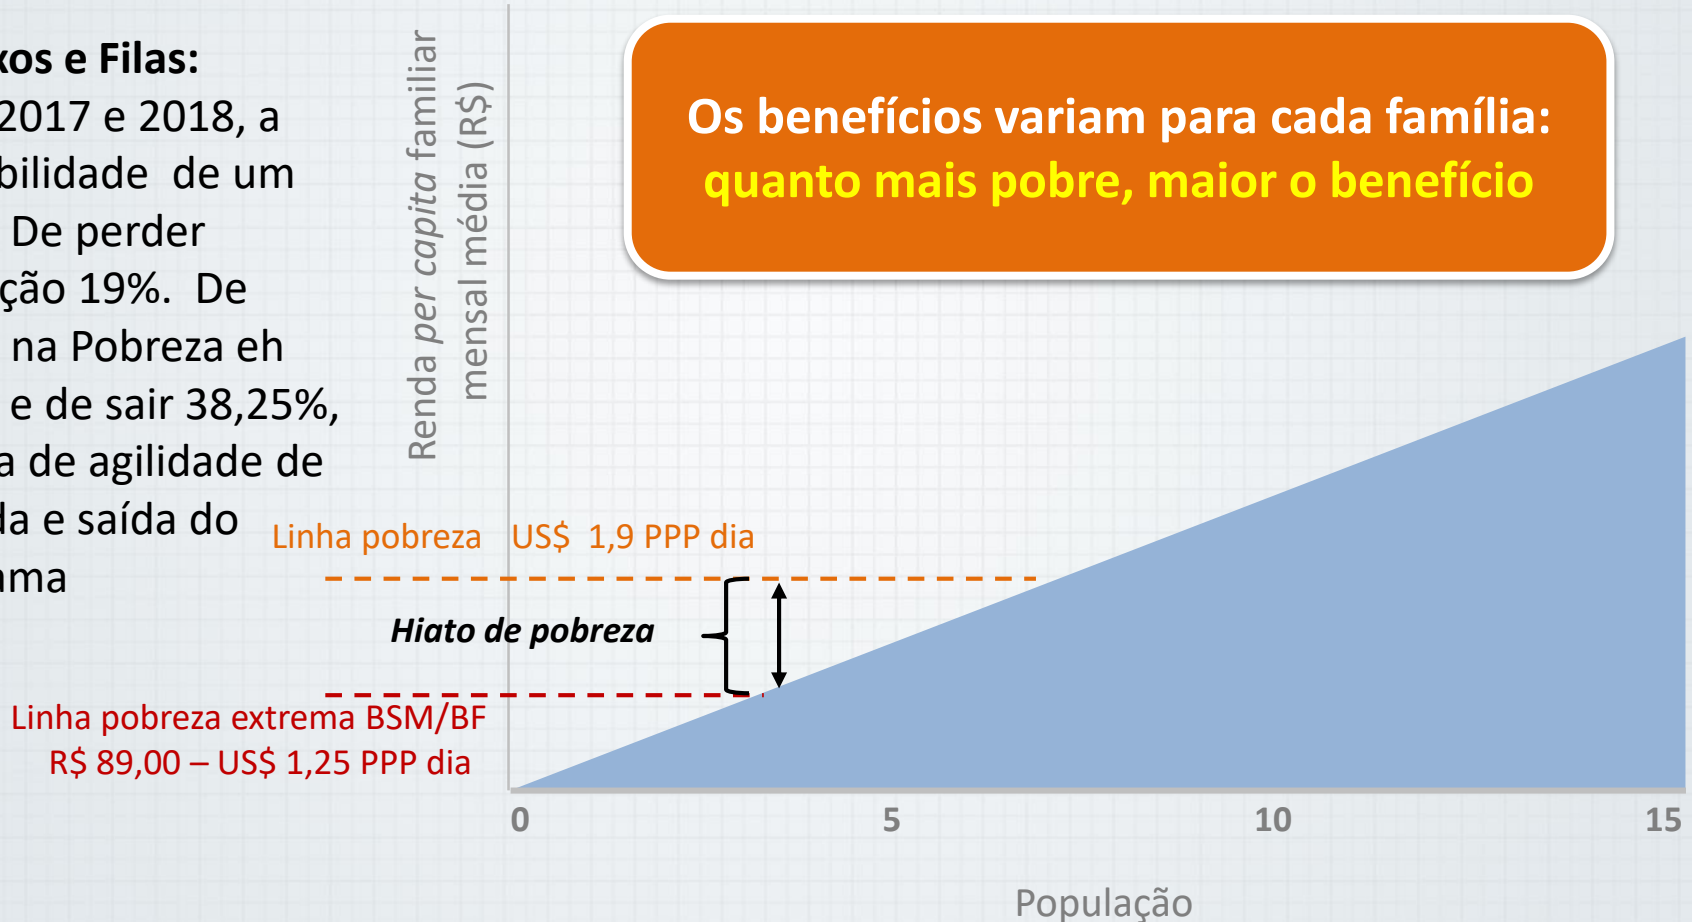 xos e Filas:
2017 e 2018, a
bilidade de um
De perder
ção 19%. De
na Pobreza eh
e de sair 38,25%,
a de agilidade de
da e saída do
ama
Renda per capita familiar
mensal média (R$)
Os benefícios variam para cada família:
quanto mais pobre, maior o benefício
Linha pobreza US$ 1,9 PPP dia
Hiato de pobreza
Linha pobreza extrema BSM/BF
R$ 89,00 – US$ 1,25 PPP dia
0 5 10 15
População